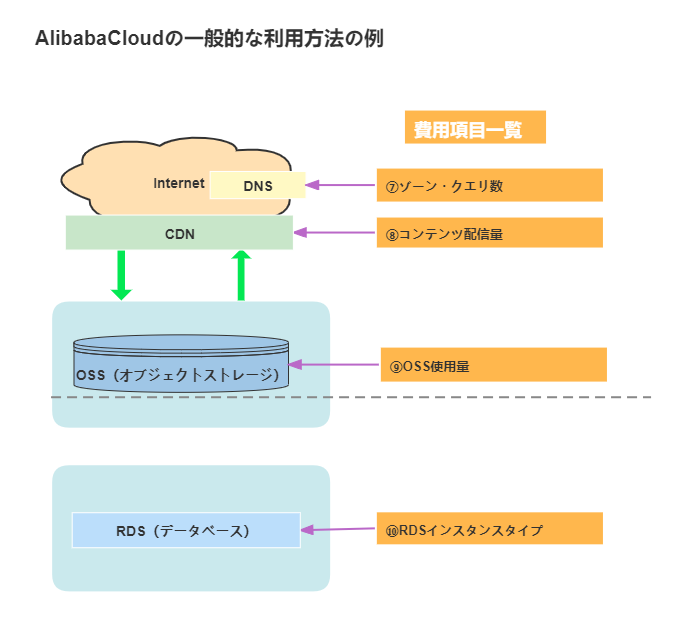 AlibabaCloudの一般的な利用方法の例
費用項目一覧
Internet
DNS
⑦ゾーン・クエリ数
CDN
⑧コンテンツ配信量
OSS（オブジェクトストレージ）
⑨OSS使用量
RDS（データベース）
⑩RDSインスタンスタイプ